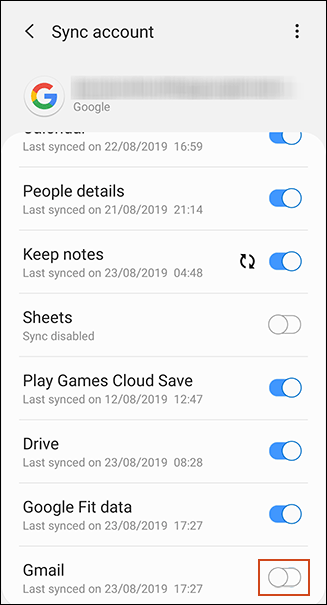 Sync account
Google
Calendar
Last synced on 22/08/2019 16:59
People details
Last synced on 21/08/2019 21:14
Keep notes
Last synced on 23/08/2019 04:48
Sheets
Sync disabled
Play Games Cloud Save
Last synced on 12/08/2019 12:47
Drive
Last synced on 23/08/2019 08:28
Google Fit data
Last synced on 23/08/2019 17:27
Gmail
Last synced on 23/08/2019 17:27